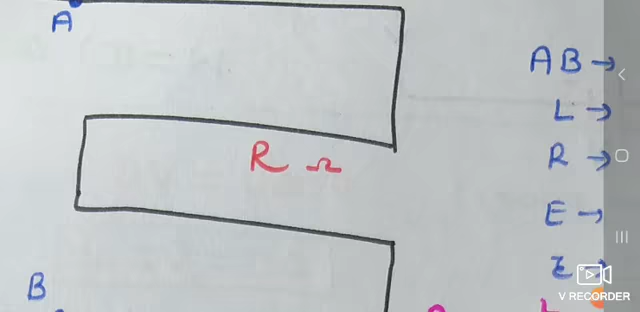 A
AB →
L →
R Ω
R →
E →
B
V RECORDER